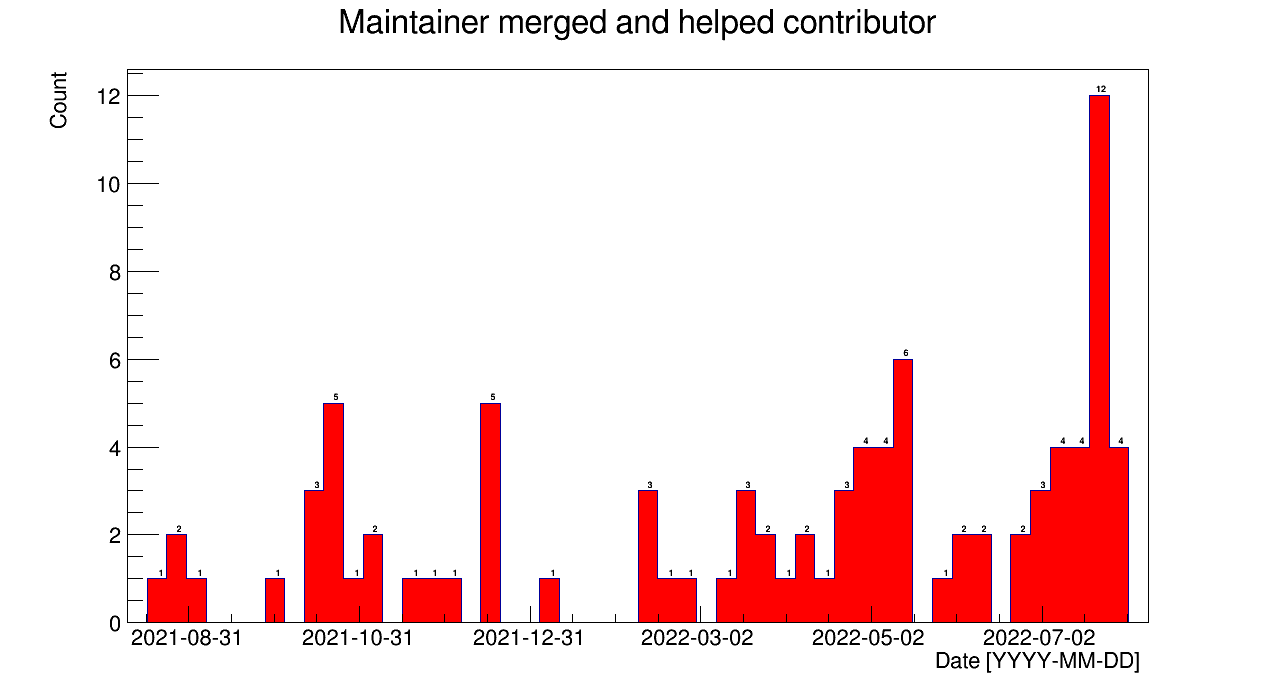 Maintainer merged and helped contributor
Count
12
10
8
6
4
2
0
1 2 1 1 3 5 1 2 1 1 1 5 1 3 1 1 1 3 2 1 2 1 3 4 4 6 1 2 2 2 3 4 4 12 4
2021-08-31 2021-10-31 2021-12-31 2022-03-02 2022-05-02 2022-07-02
Date [YYYY-MM-DD]